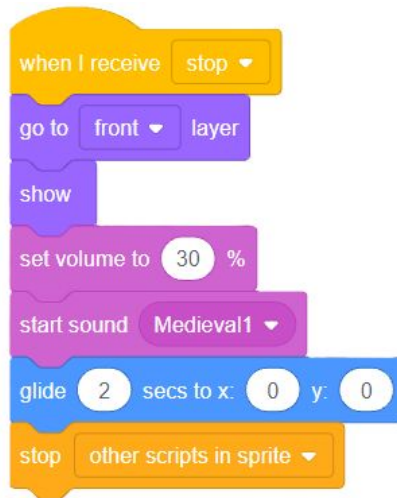 when I receive stop
go to front layer
show
set volume to 30 %
start sound Medieval1
glide 2 secs to x: 0 y: 0
stop other scripts in sprite